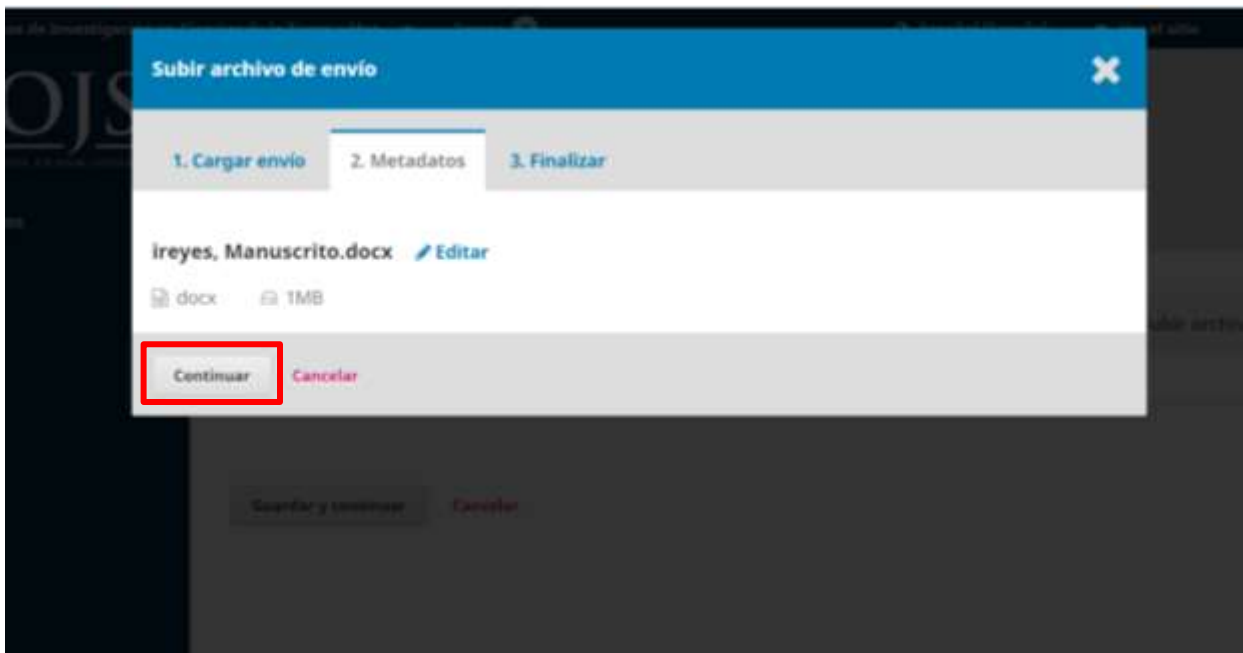 OJS
Subir archivo de envío
1. Cargar envío 2. Metadatos 3. Finalizar
ireyes, Manuscrito.docx Editar
docx 1MB
Continuar Cancelar
Guardar y continuar Cancelar